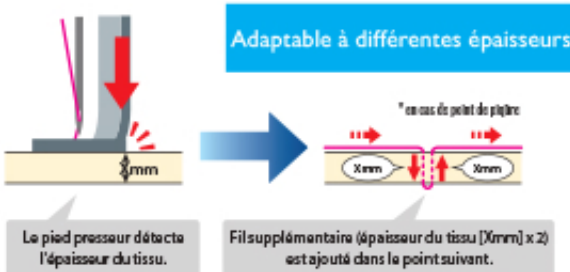 Adaptable à différentes épaisseurs
* en cas de point de piqûre
Xmm
Xmm
Xmm
Le pied presseur détecte
l'épaisseur du tissu.
Fil supplémentaire (épaisseur du tissu [Xmm] x 2)
est ajouté dans le point suivant.